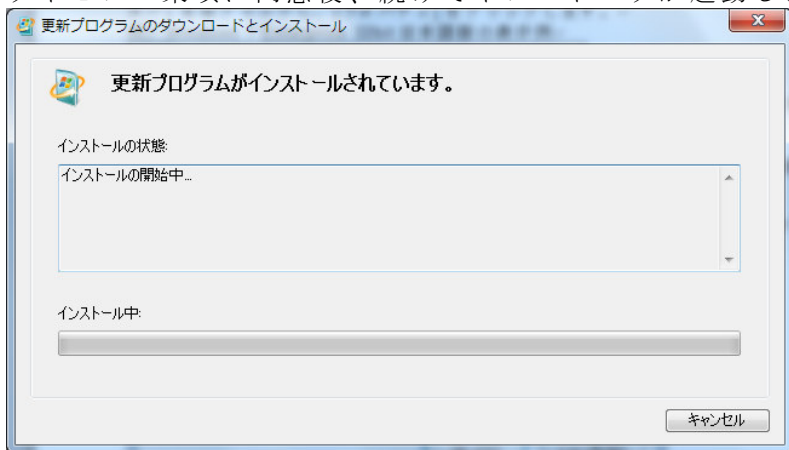 更新プログラムのダウンロードとインストール
更新プログラムがインストールされています。
インストールの状態:
インストールの開始中...
インストール中:
キャンセル